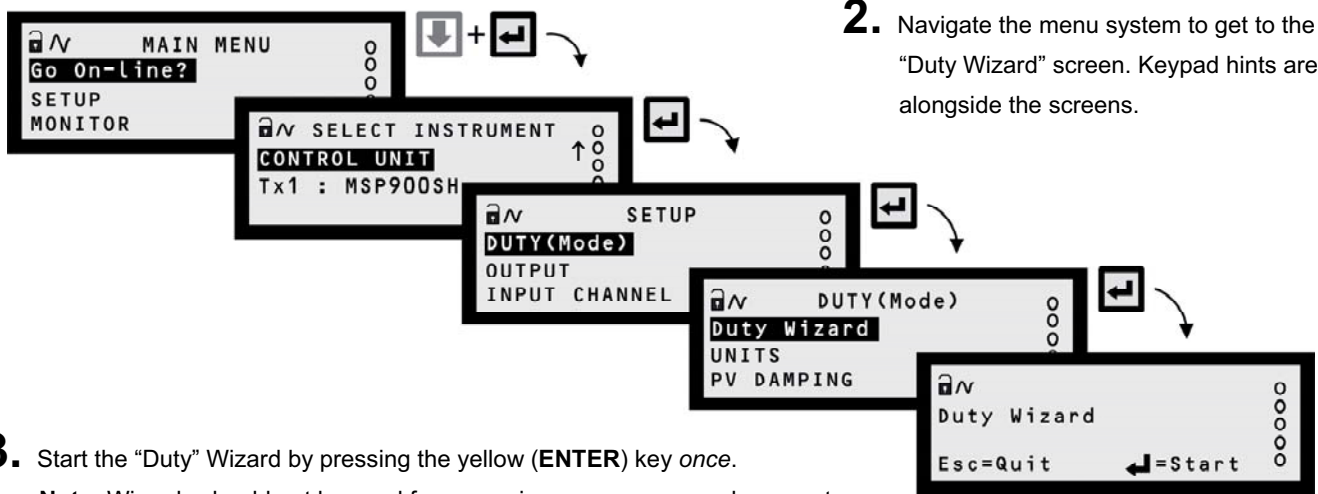 2. Navigate the menu system to get to the
“Duty Wizard” screen. Keypad hints are
alongside the screens.
MAIN MENU
Go On-line?
SETUP
MONITOR
+
SELECT INSTRUMENT
CONTROL UNIT ↑
Tx1 : MSP900SH
SETUP
DUTY(Mode)
OUTPUT
INPUT CHANNEL
DUTY(Mode)
Duty Wizard
UNITS
PV DAMPING
Duty Wizard
Esc=Quit ↵=Start
3. Start the “Duty” Wizard by pressing the yellow (ENTER) key once.